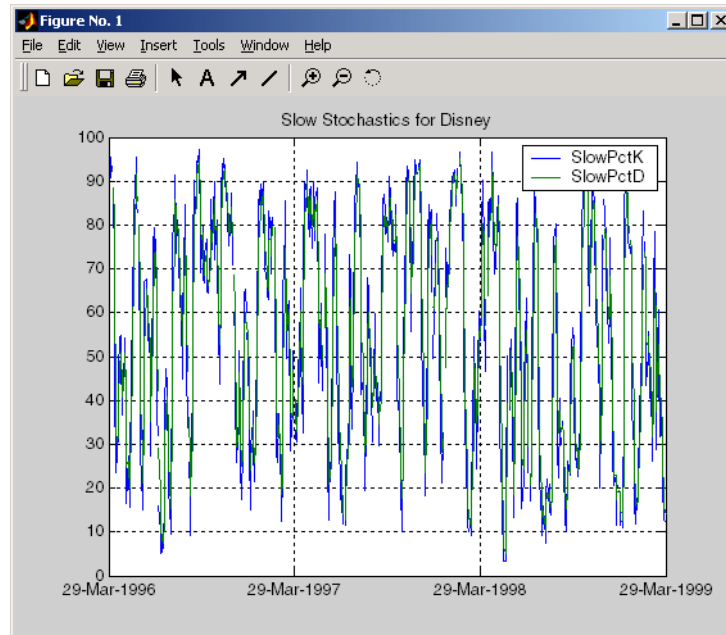 Figure No. 1
File Edit View Insert Tools Window Help
A
Slow Stochastics for Disney
100
90
80
70
60
50
40
30
20
10
0
SlowPctK
SlowPctD
29-Mar-1996 29-Mar-1997 29-Mar-1998 29-Mar-1999